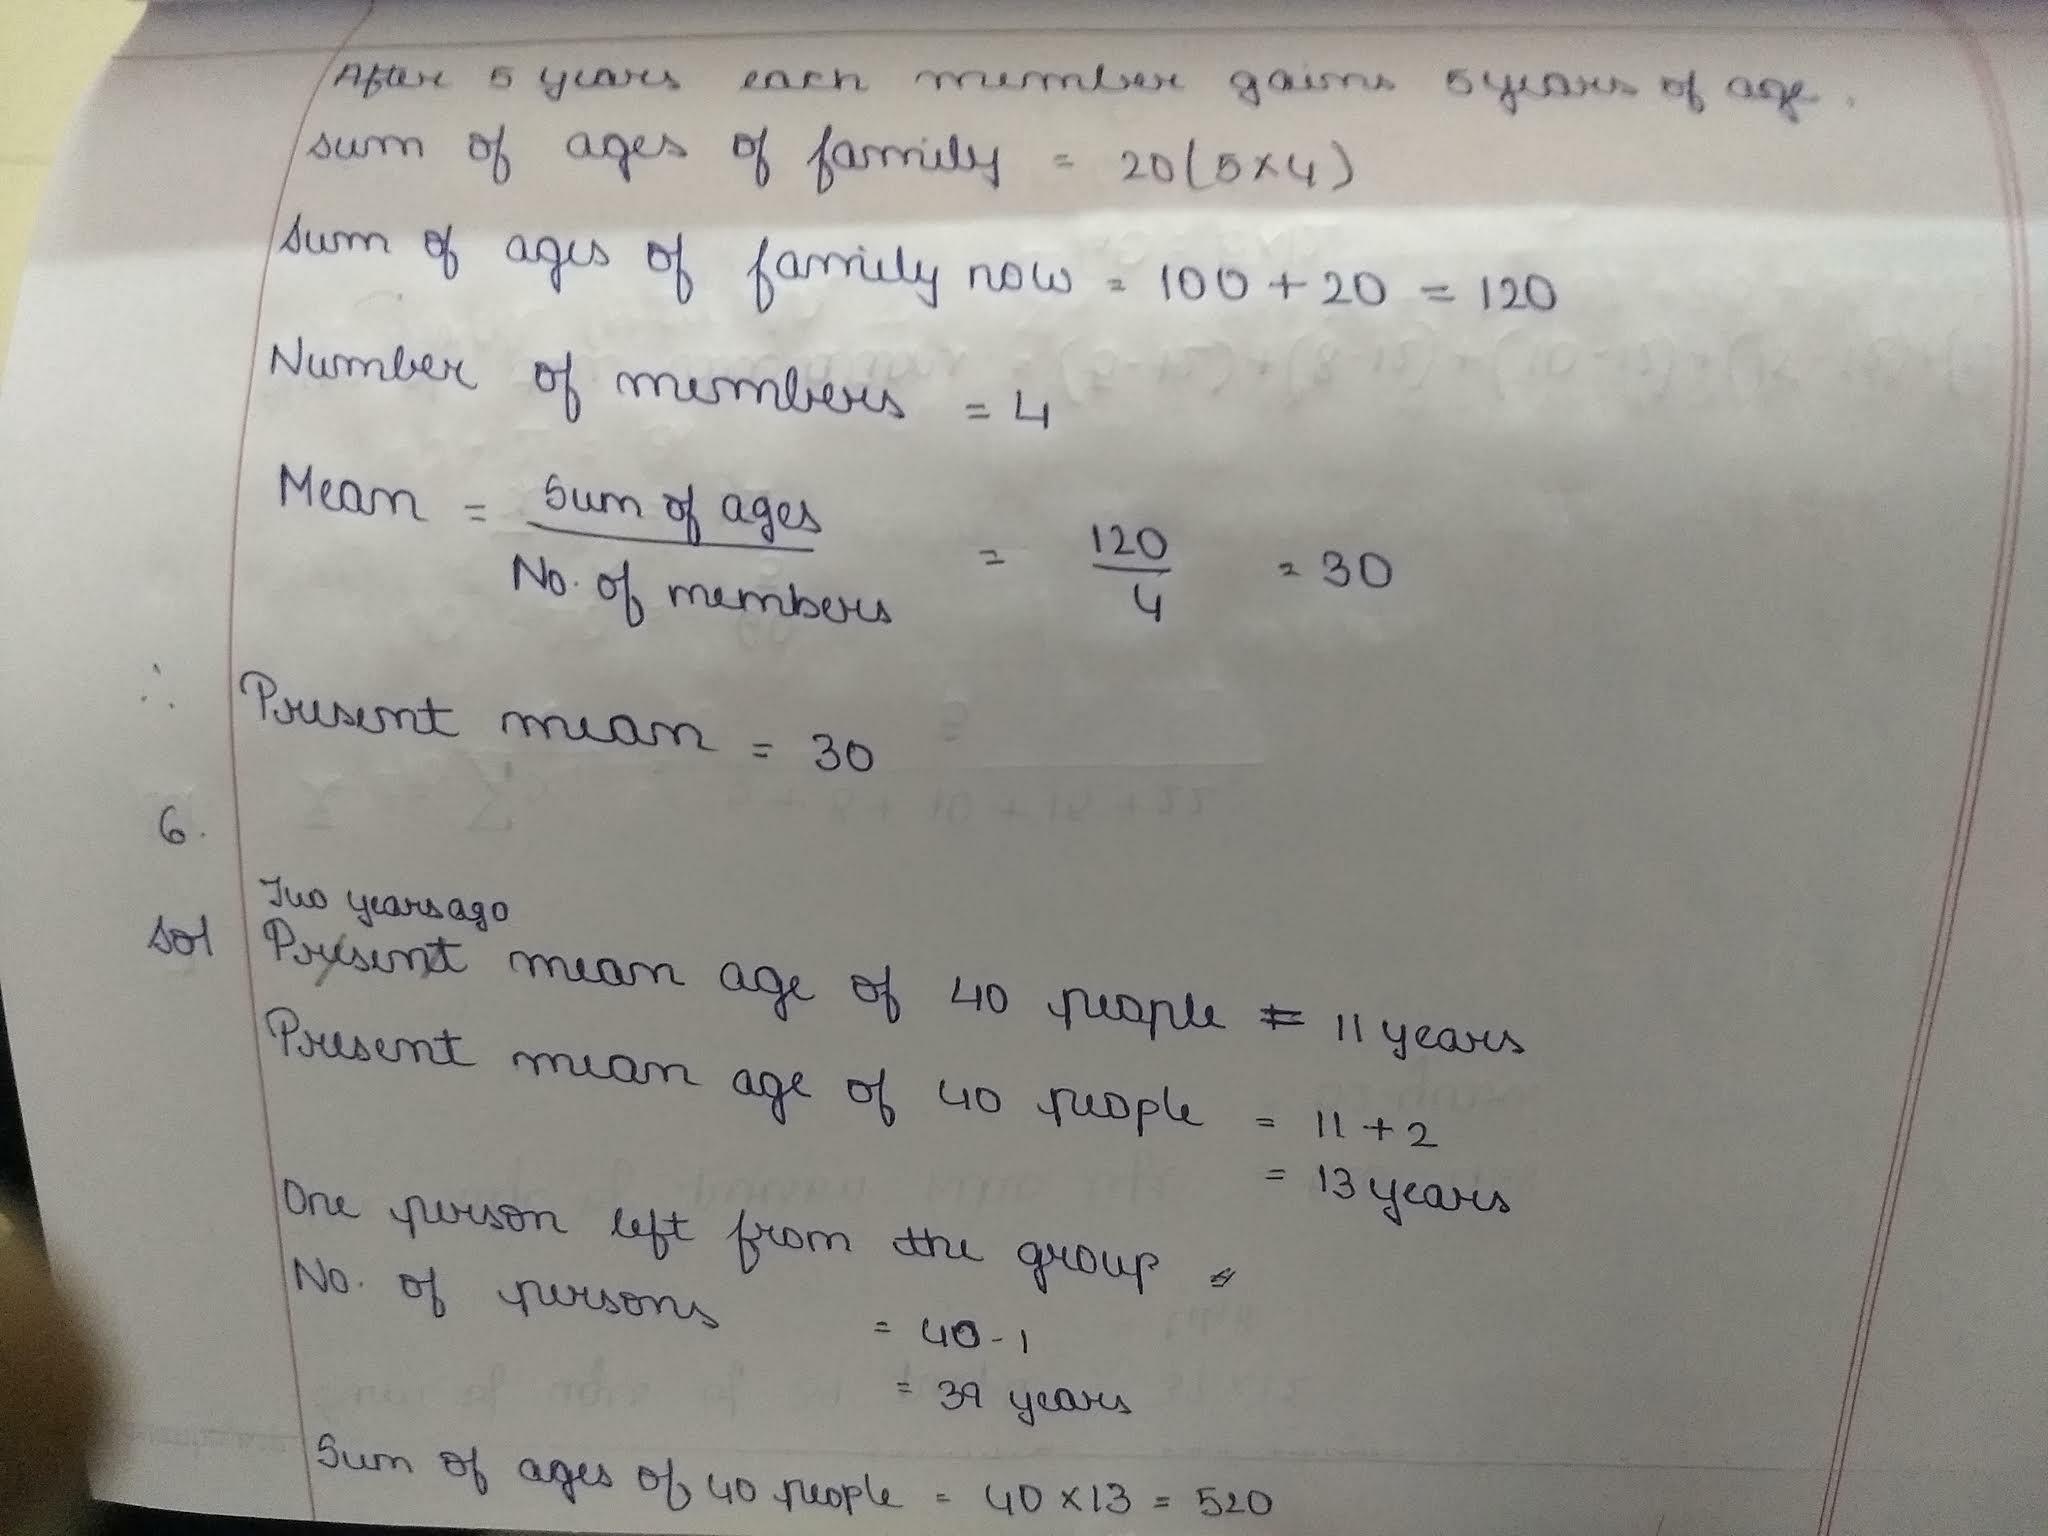 After 5 years each member gains 5 years of age.
Sum of ages of family = 20(5×4)
Sum of ages of family now = 100 + 20 = 120
Number of members = 4
Mean = Sum of ages / No. of members = 120 / 4 = 30
∴ Present mean = 30
6.
Two years ago
Sol Present mean age of 40 people = 11 years
Present mean age of 40 people = 11 + 2
= 13 years
One person left from the group
No. of persons = 40 - 1
= 39 years
Sum of ages of 40 people = 40 × 13 = 520